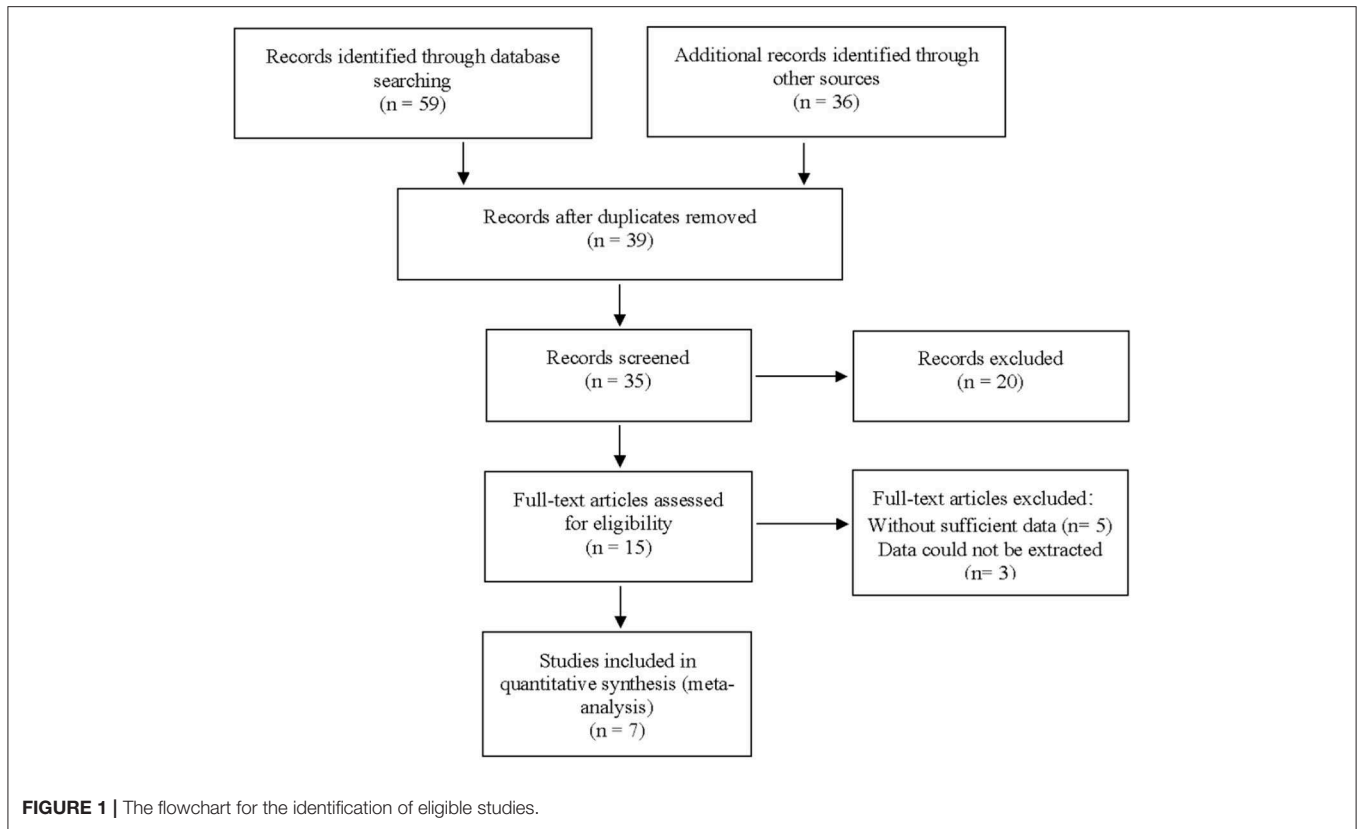 Records identified through database
searching
(n = 59)
Additional records identified through
other sources
(n = 36)
Records after duplicates removed
(n = 39)
Records screened
(n = 35)
Records excluded
(n = 20)
Full-text articles assessed
for eligibility
(n = 15)
Full-text articles excluded：
Without sufficient data (n= 5)
Data could not be extracted
(n= 3)
Studies included in
quantitative synthesis (meta-
analysis)
(n = 7)
FIGURE 1 | The flowchart for the identification of eligible studies.